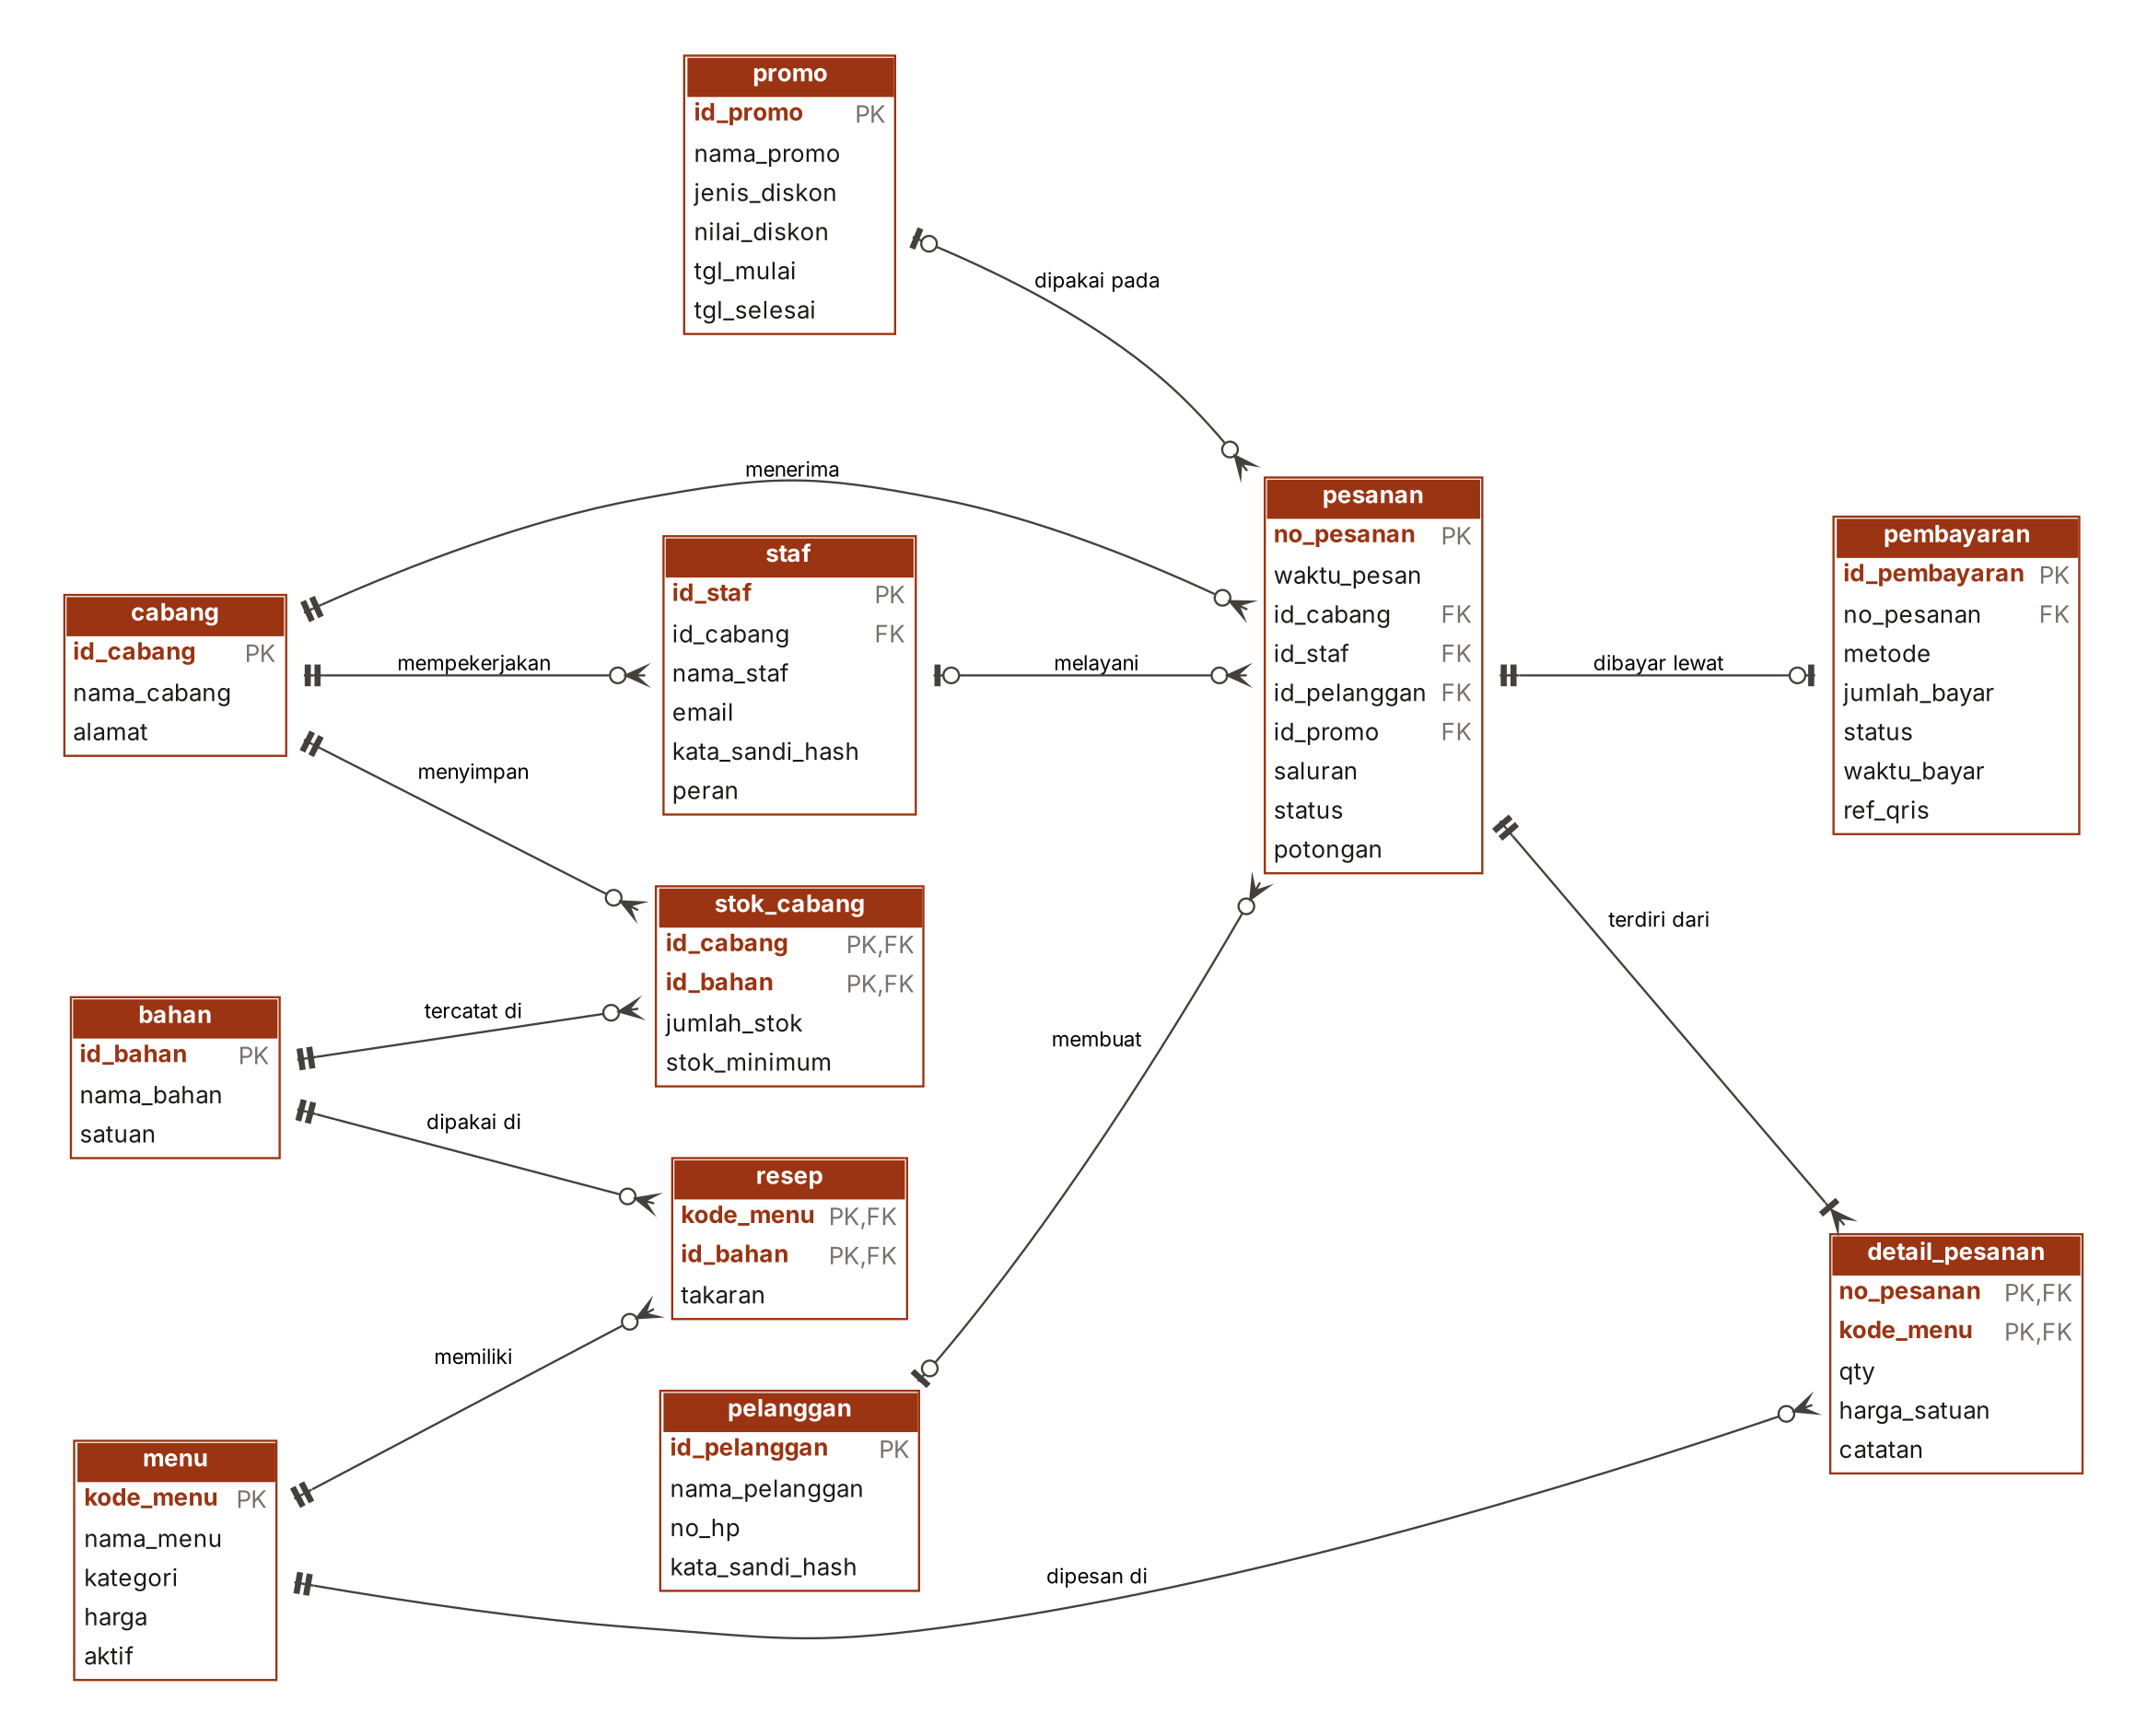 promo
id_promo PK
nama_promo
jenis_diskon
nilai_diskon
tgl_mulai
tgl_selesai
dipakai pada
menerima
cabang
id_cabang PK
nama_cabang
alamat
mempekerjakan
menyimpan
staf
id_staf PK
id_cabang FK
nama_staf
email
kata_sandi_hash
peran
melayani
pesanan
no_pesanan PK
waktu_pesan
id_cabang FK
id_staf FK
id_pelanggan FK
id_promo FK
saluran
status
potongan
dibayar lewat
pembayaran
id_pembayaran PK
no_pesanan FK
metode
jumlah_bayar
status
waktu_bayar
ref_qris
terdiri dari
stok_cabang
id_cabang PK,FK
id_bahan PK,FK
jumlah_stok
stok_minimum
bahan
id_bahan PK
nama_bahan
satuan
tercatat di
dipakai di
membuat
resep
kode_menu PK,FK
id_bahan PK,FK
takaran
memiliki
menu
kode_menu PK
nama_menu
kategori
harga
aktif
pelanggan
id_pelanggan PK
nama_pelanggan
no_hp
kata_sandi_hash
dipesan di
detail_pesanan
no_pesanan PK,FK
kode_menu PK,FK
qty
harga_satuan
catatan